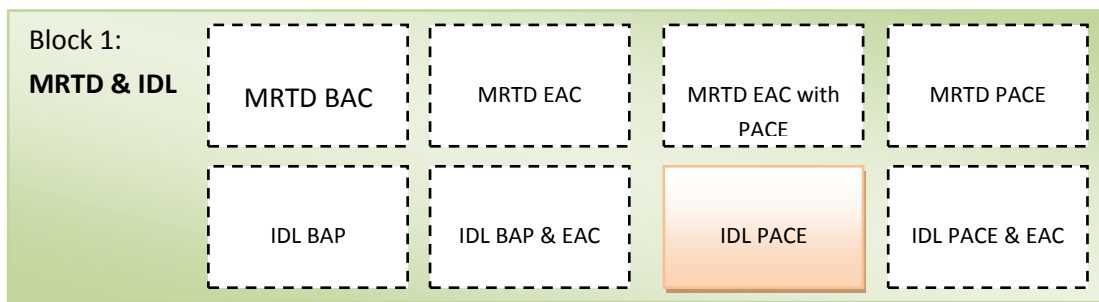 Block 1:
MRTD & IDL
MRTD BAC
MRTD EAC
MRTD EAC with
PACE
MRTD PACE
IDL BAP
IDL BAP & EAC
IDL PACE
IDL PACE & EAC